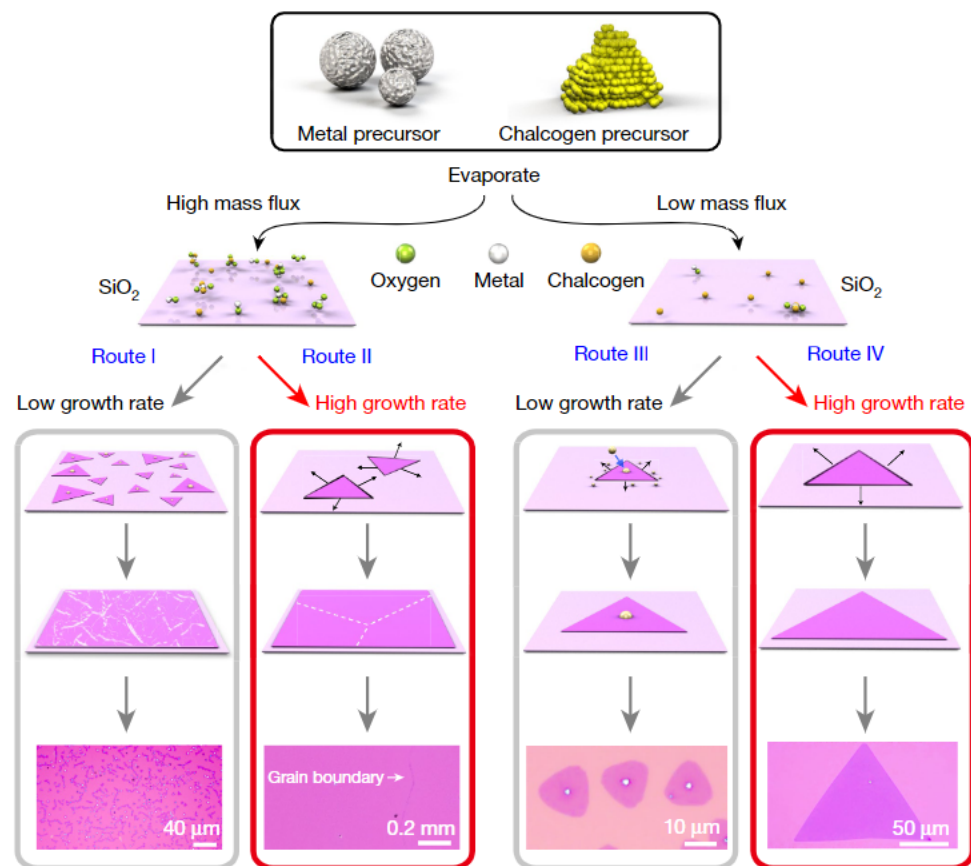 Metal precursor
Chalcogen precursor
Evaporate
High mass flux
Low mass flux
SiO₂
Oxygen
Metal
Chalcogen
SiO₂
Route I
Route II
Route III
Route IV
Low growth rate
High growth rate
Low growth rate
High growth rate
Grain boundary
40 μm
0.2 mm
10 μm
50 μm